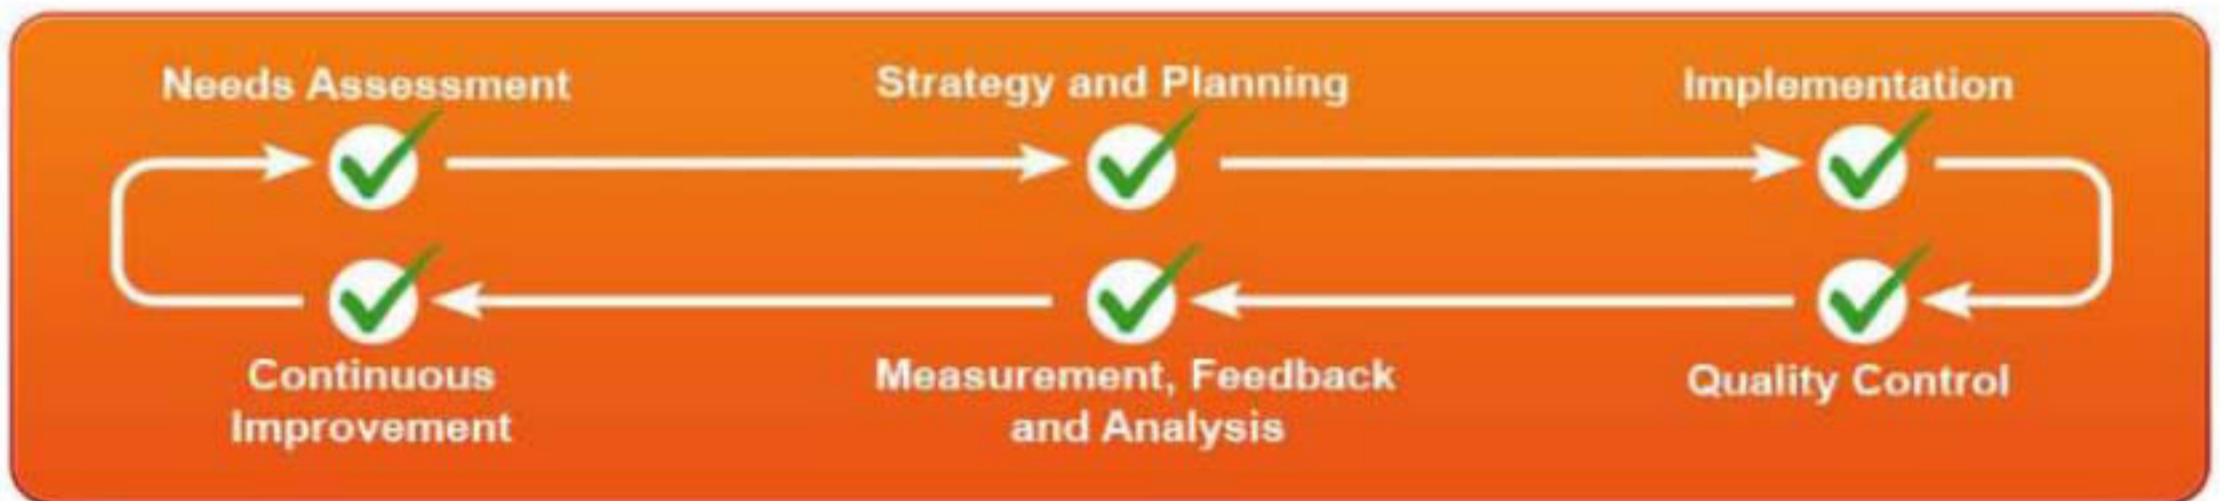 Needs Assessment
Strategy and Planning
Implementation
Continuous
Improvement
Measurement, Feedback
and Analysis
Quality Control